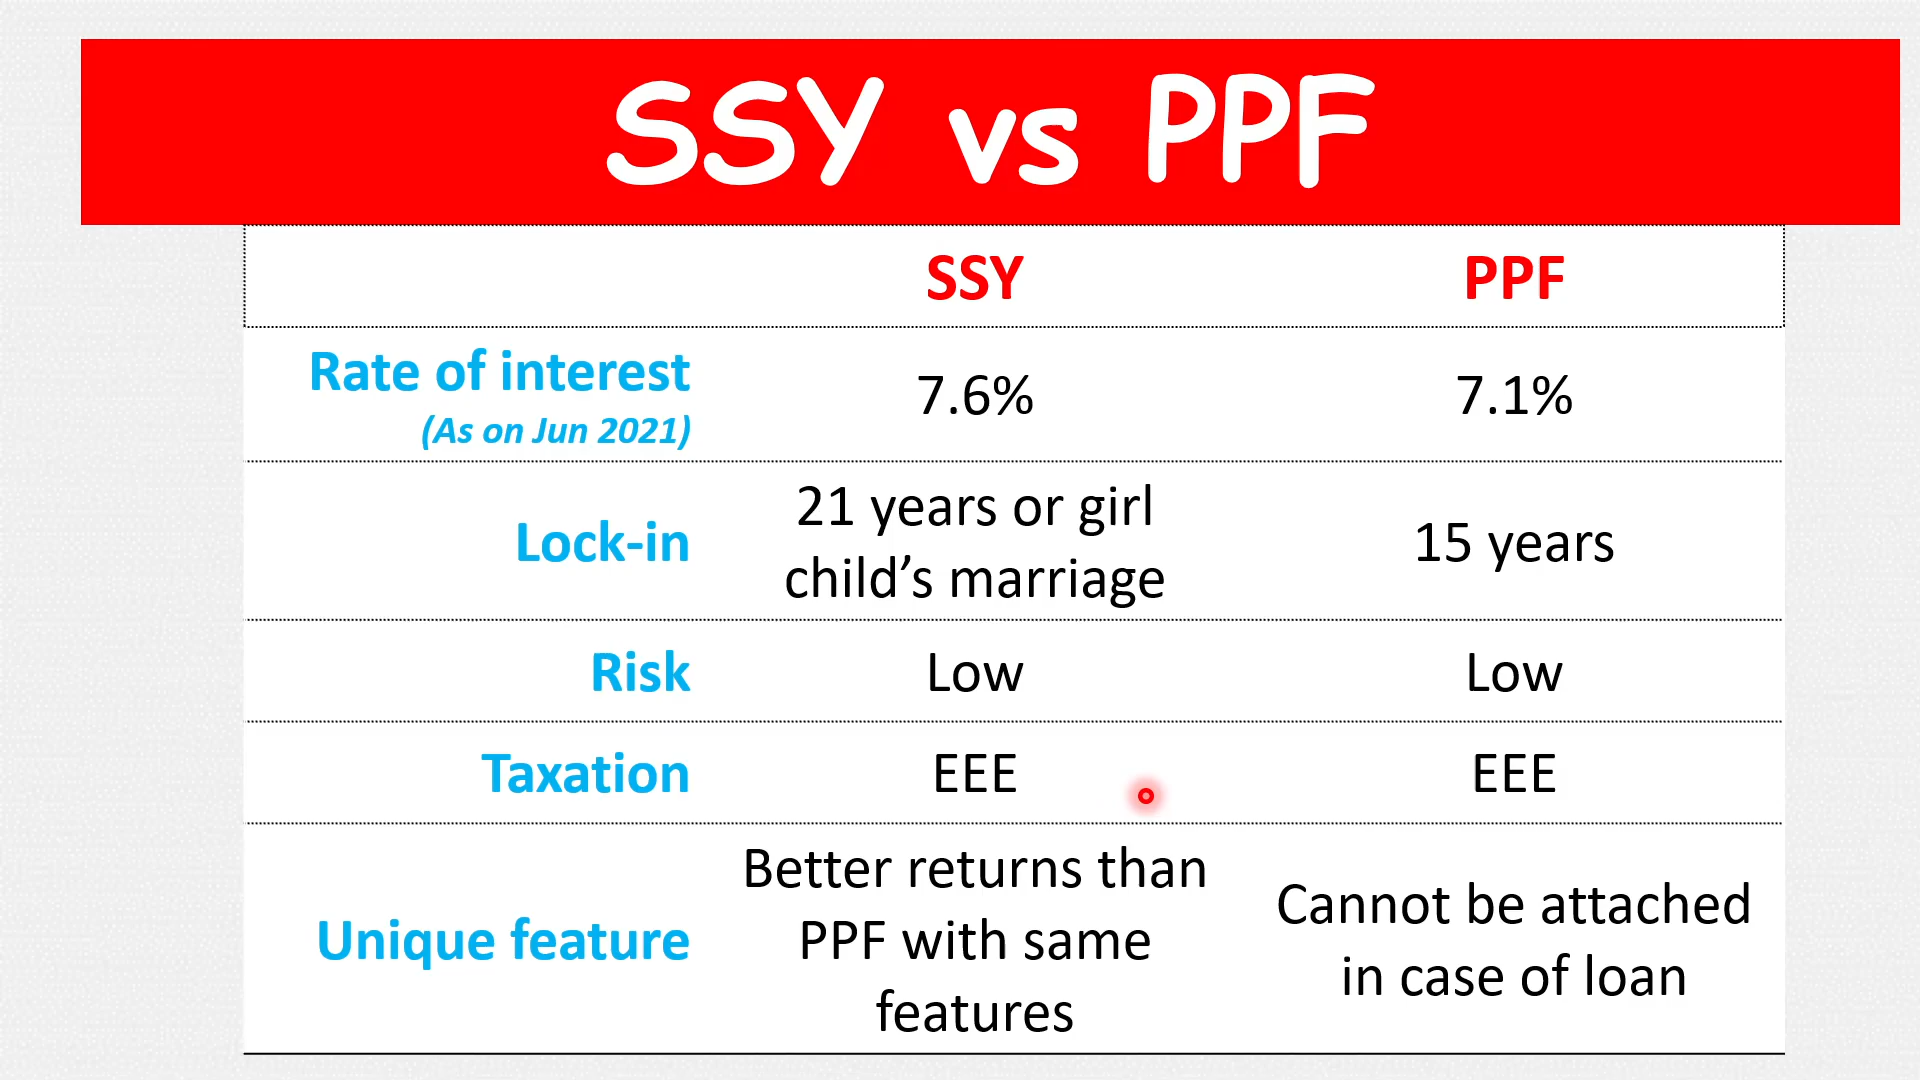 SSY vs PPF
SSY PPF
Rate of interest
(As on Jun 2021)
7.6% 7.1%
Lock-in
21 years or girl
child’s marriage
15 years
Risk Low Low
Taxation EEE EEE
Unique feature
Better returns than
PPF with same
features
Cannot be attached
in case of loan